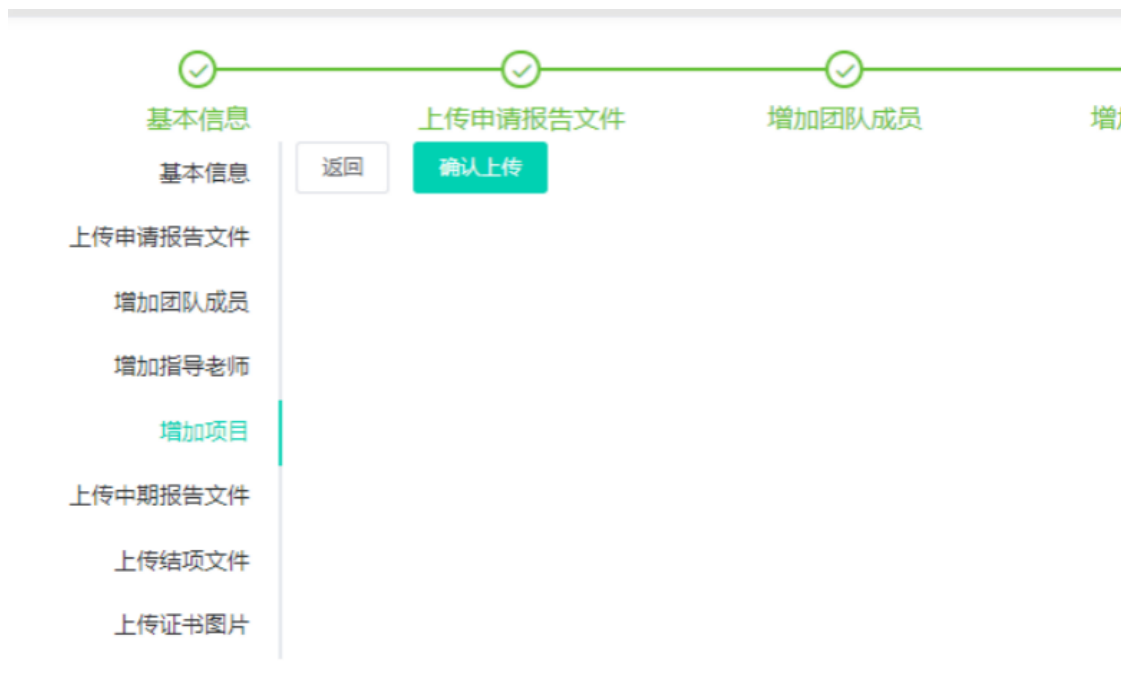 基本信息
上传申请报告文件
增加团队成员
增
基本信息
返回
确认上传
上传申请报告文件
增加团队成员
增加指导老师
增加项目
上传中期报告文件
上传结项文件
上传证书图片